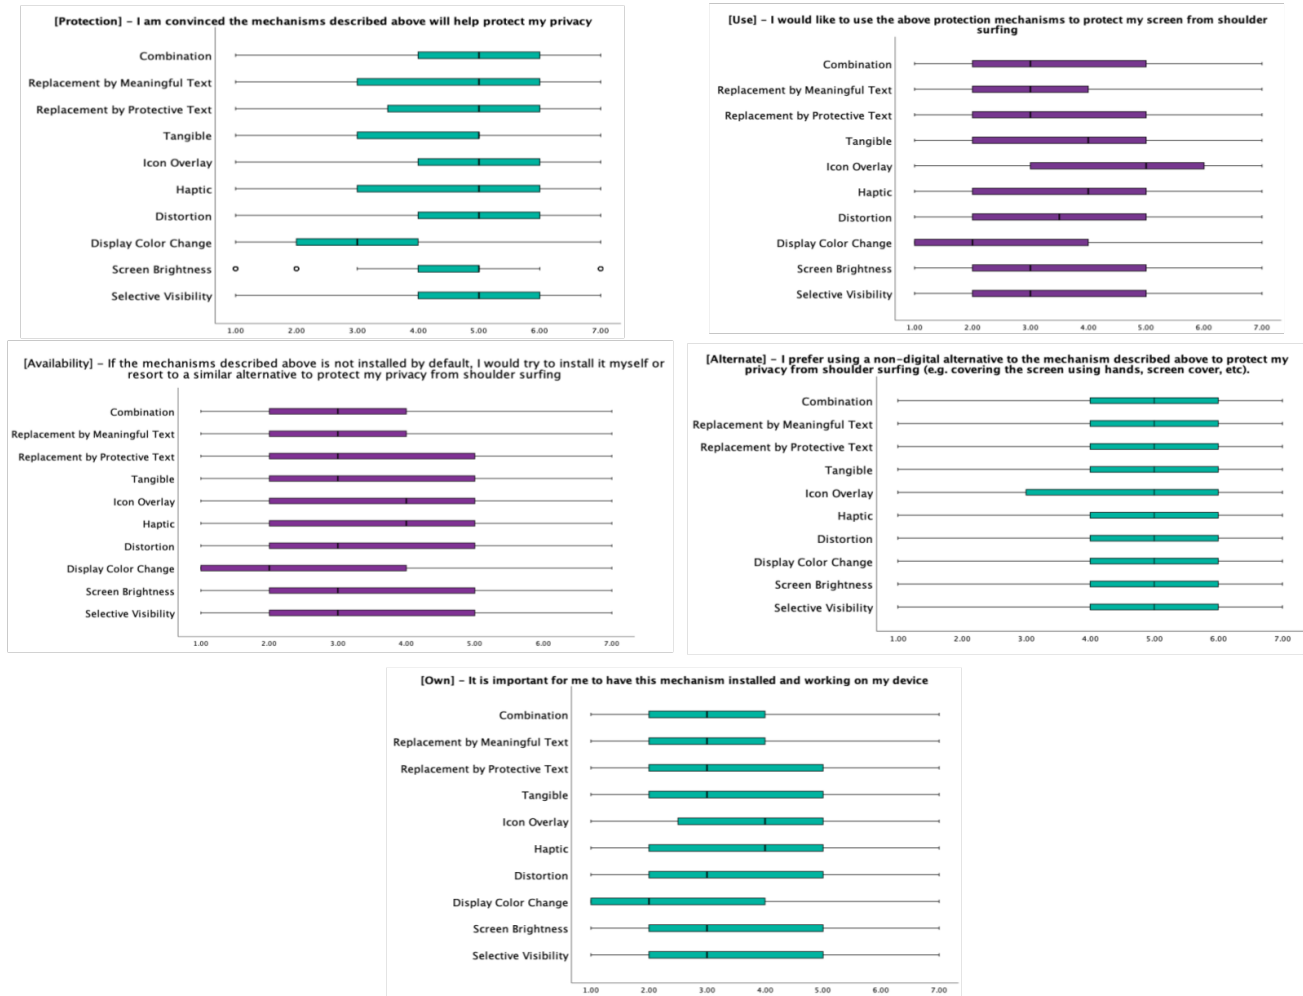 [Protection] – I am convinced the mechanisms described above will help protect my privacy
Combination
Replacement by Meaningful Text
Replacement by Protective Text
Tangible
Icon Overlay
Haptic
Distortion
Display Color Change
Screen Brightness
Selective Visibility
1.00 2.00 3.00 4.00 5.00 6.00 7.00
[Use] – I would like to use the above protection mechanisms to protect my screen from shoulder
surfing
Combination
Replacement by Meaningful Text
Replacement by Protective Text
Tangible
Icon Overlay
Haptic
Distortion
Display Color Change
Screen Brightness
Selective Visibility
1.00 2.00 3.00 4.00 5.00 6.00 7.00
[Availability] – If the mechanisms described above is not installed by default, I would try to install it myself or
resort to a similar alternative to protect my privacy from shoulder surfing
Combination
Replacement by Meaningful Text
Replacement by Protective Text
Tangible
Icon Overlay
Haptic
Distortion
Display Color Change
Screen Brightness
Selective Visibility
1.00 2.00 3.00 4.00 5.00 6.00 7.00
[Alternate] – I prefer using a non–digital alternative to the mechanism described above to protect my
privacy from shoulder surfing (e.g. covering the screen using hands, screen cover, etc).
Combination
Replacement by Meaningful Text
Replacement by Protective Text
Tangible
Icon Overlay
Haptic
Distortion
Display Color Change
Screen Brightness
Selective Visibility
1.00 2.00 3.00 4.00 5.00 6.00 7.00
[Own] – It is important for me to have this mechanism installed and working on my device
Combination
Replacement by Meaningful Text
Replacement by Protective Text
Tangible
Icon Overlay
Haptic
Distortion
Display Color Change
Screen Brightness
Selective Visibility
1.00 2.00 3.00 4.00 5.00 6.00 7.00